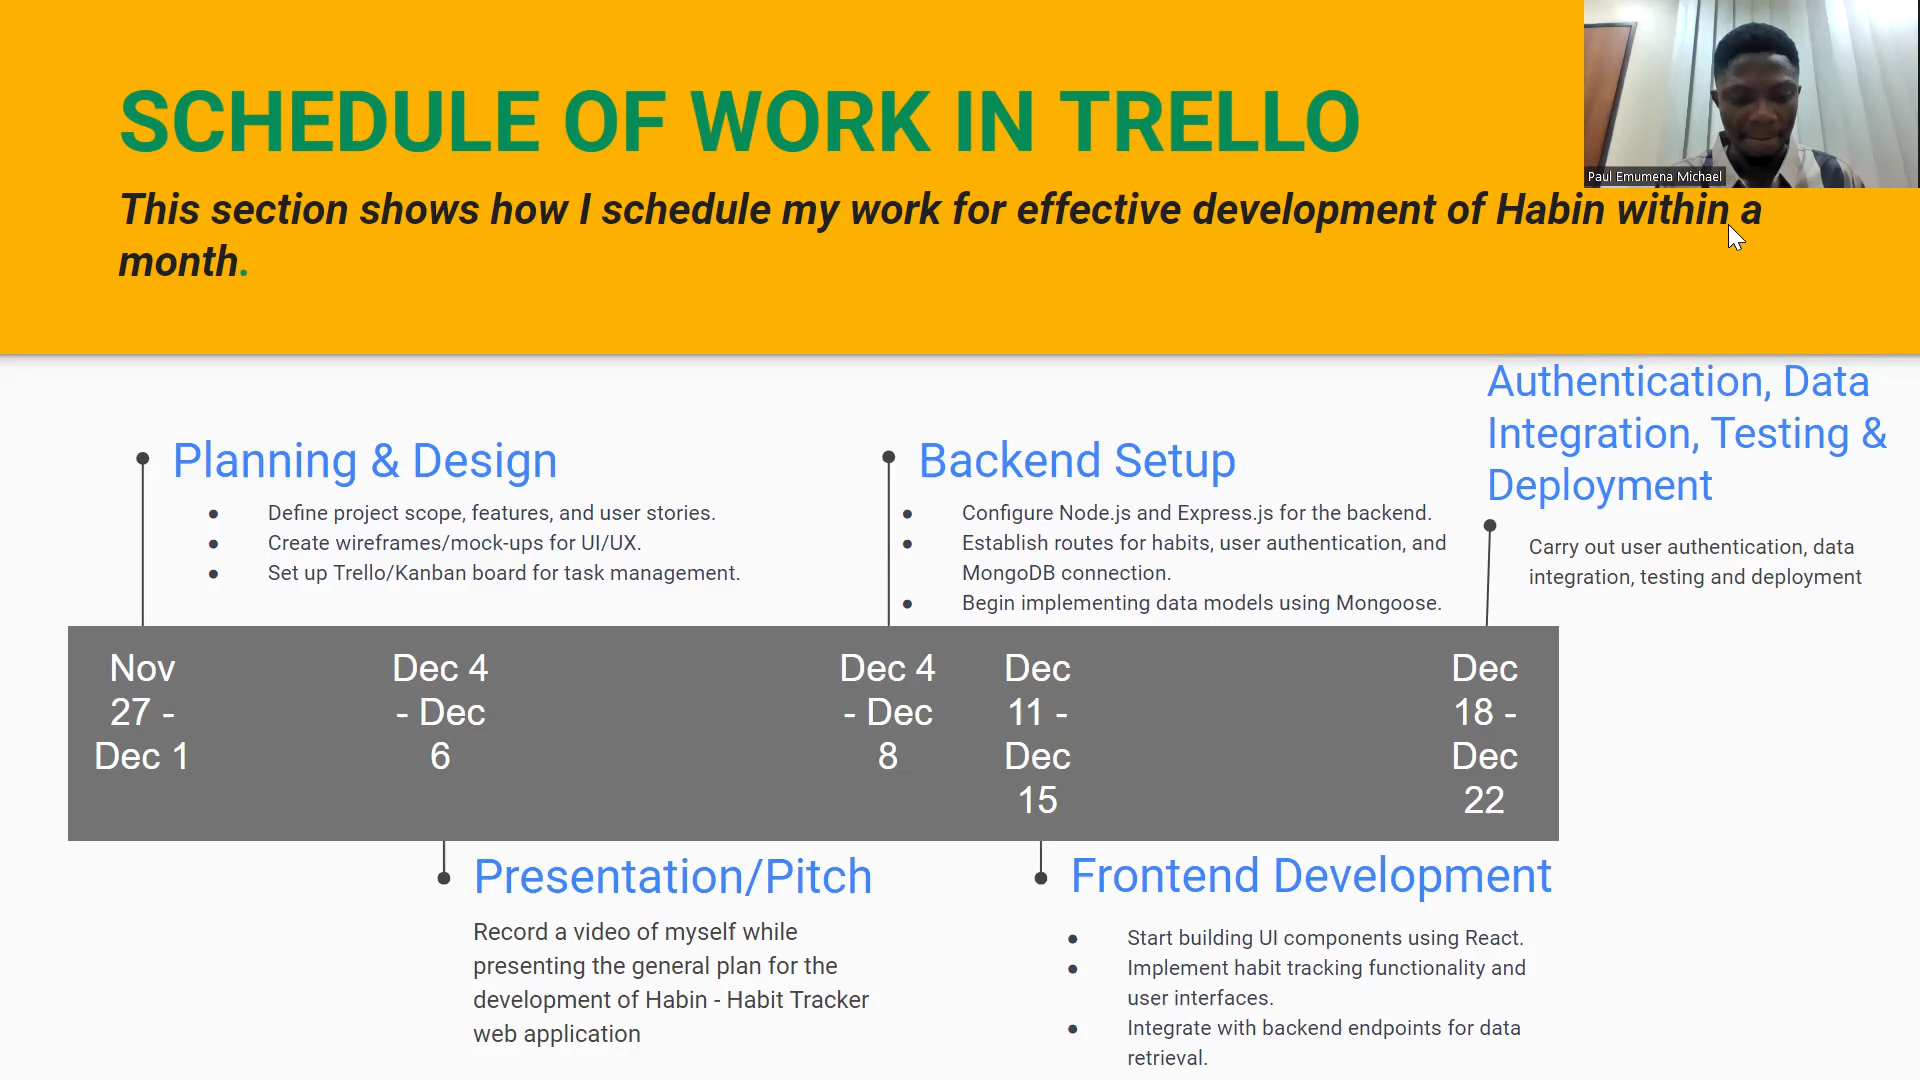 SCHEDULE OF WORK IN TRELLO
Paul Emumena Michael
This section shows how I schedule my work for effective development of Habin within a
month.
Authentication, Data
Integration, Testing &
Deployment
Carry out user authentication, data
integration, testing and deployment
Planning & Design
● Define project scope, features, and user stories.
● Create wireframes/mock-ups for UI/UX.
● Set up Trello/Kanban board for task management.
Backend Setup
● Configure Node.js and Express.js for the backend.
● Establish routes for habits, user authentication, and
MongoDB connection.
● Begin implementing data models using Mongoose.
Nov
27 -
Dec 1
Dec 4
- Dec
6
Dec 4
- Dec
8
Dec
11 -
Dec
15
Dec
18 -
Dec
22
Presentation/Pitch
Record a video of myself while
presenting the general plan for the
development of Habin - Habit Tracker
web application
Frontend Development
● Start building UI components using React.
● Implement habit tracking functionality and
user interfaces.
● Integrate with backend endpoints for data
retrieval.